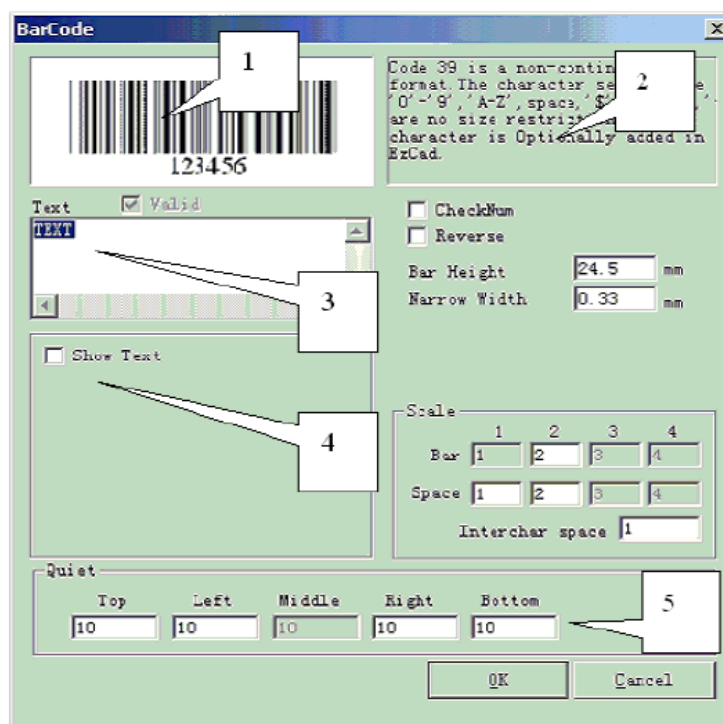 BarCode
1
123456
Code 39 is a non-contin
format.The character se
'0'-'9','A-Z',space,'$'
are no size restrict
character is Optionally added in
EzCad.
2
Text Valid
TEXT
3
CheckNum
Reverse
Bar Height 24.5 mm
Narrow Width 0.33 mm
Show Text
4
Scale
1 2 3 4
Bar 1 2 3 4
Space 1 2 3 4
Interchar space 1
Quiet
Top Left Middle Right Bottom
10 10 10 10 10
5
OK Cancel